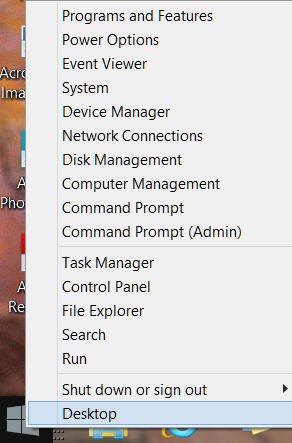 Programs and Features
Power Options
Event Viewer
System
Device Manager
Network Connections
Disk Management
Computer Management
Command Prompt
Command Prompt (Admin)
Task Manager
Control Panel
File Explorer
Search
Run
Shut down or sign out
Desktop
Acro
Ima
A
Pho
A
Re